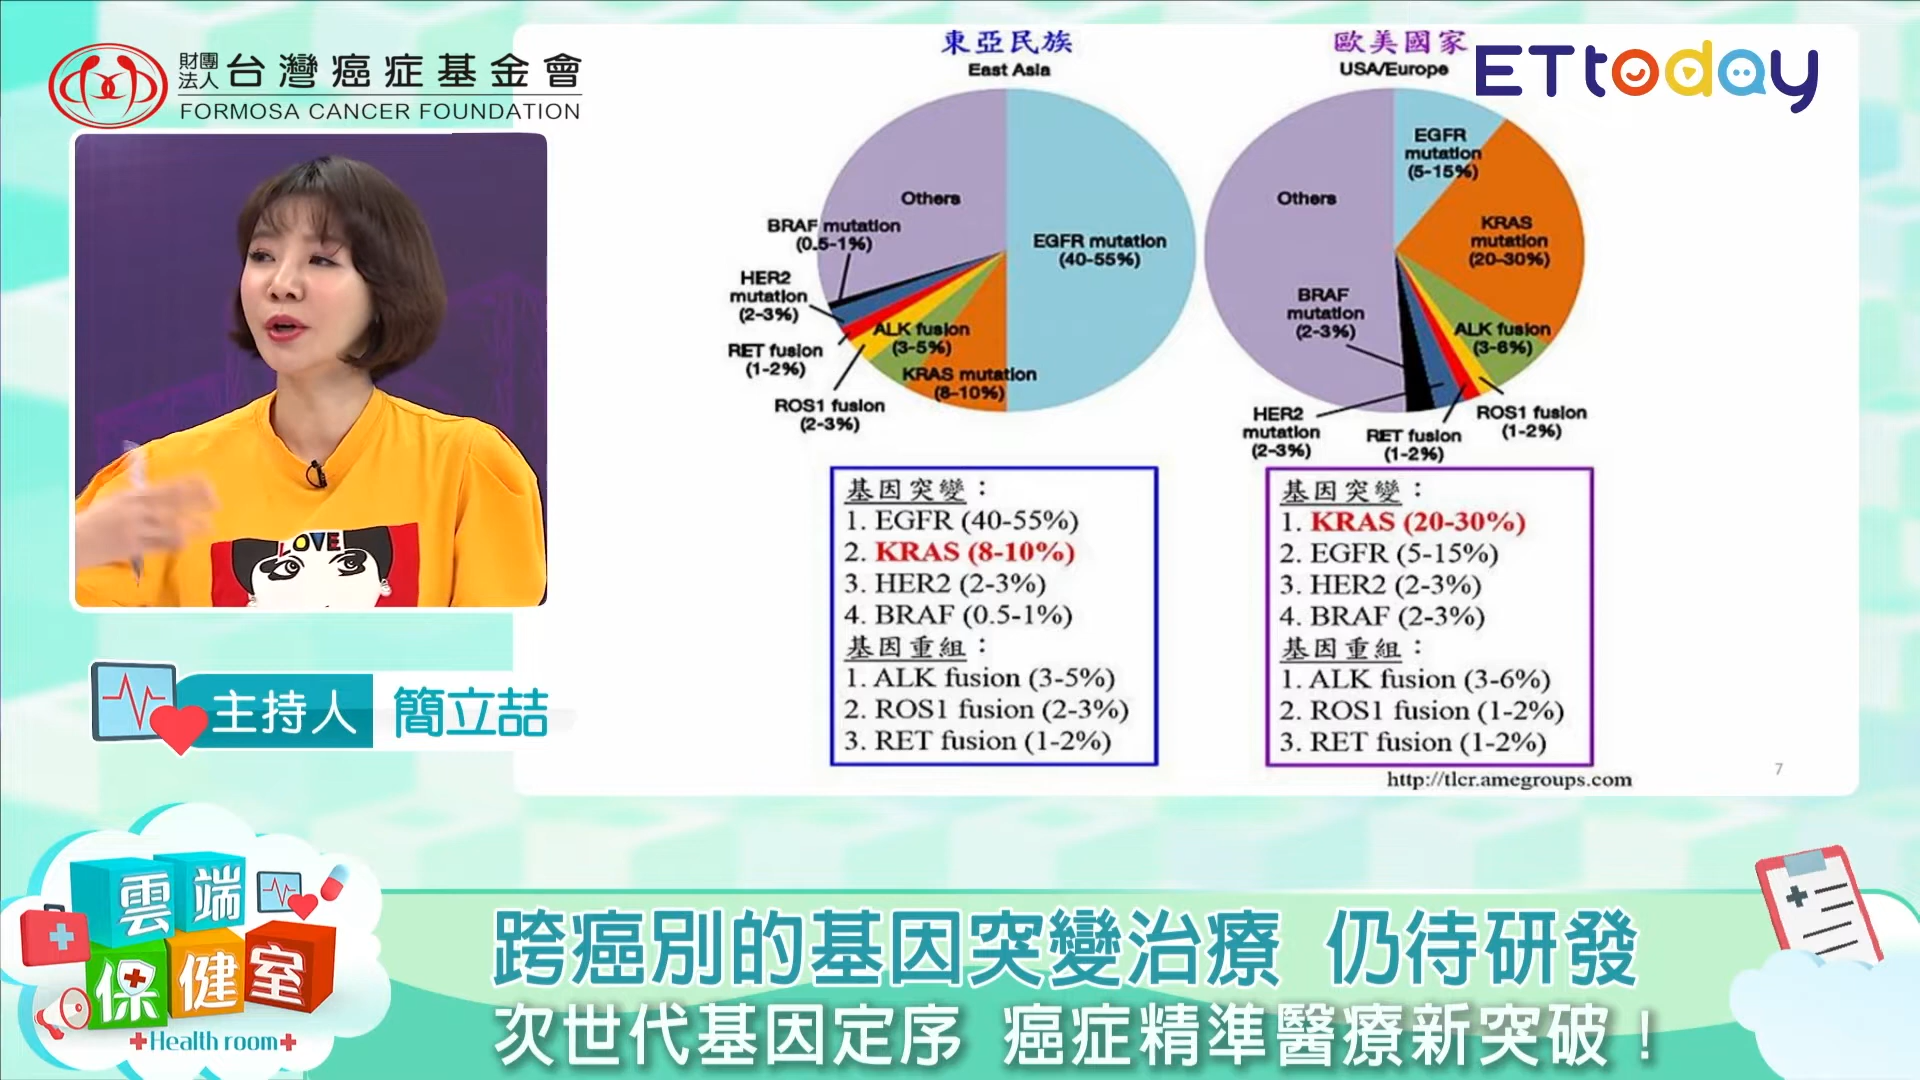 財團
法人
台灣癌症基金會
FORMOSA CANCER FOUNDATION
ETtoday
東亞民族
East Asia
Others
BRAF mutation
(0.5-1%)
HER2
mutation
(2-3%)
RET fusion
(1-2%)
ROS1 fusion
(2-3%)
ALK fusion
(3-5%)
KRAS mutation
(8-10%)
EGFR mutation
(40-55%)
歐美國家
USA/Europe
Others
EGFR
mutation
(5-15%)
KRAS
mutation
(20-30%)
ALK fusion
(3-6%)
BRAF
mutation
(2-3%)
HER2
mutation
(2-3%)
RET fusion
(1-2%)
ROS1 fusion
(1-2%)
基因突變:
1. EGFR (40-55%)
2. KRAS (8-10%)
3. HER2 (2-3%)
4. BRAF (0.5-1%)
基因重組:
1. ALK fusion (3-5%)
2. ROS1 fusion (2-3%)
3. RET fusion (1-2%)
基因突變:
1. KRAS (20-30%)
2. EGFR (5-15%)
3. HER2 (2-3%)
4. BRAF (2-3%)
基因重組:
1. ALK fusion (3-6%)
2. ROS1 fusion (1-2%)
3. RET fusion (1-2%)
http://tlcr.amegroups.com
7
LOVE
主持人 簡立喆
雲端
保健室
Health room
跨癌別的基因突變治療 仍待研發
次世代基因定序 癌症精準醫療新突破!